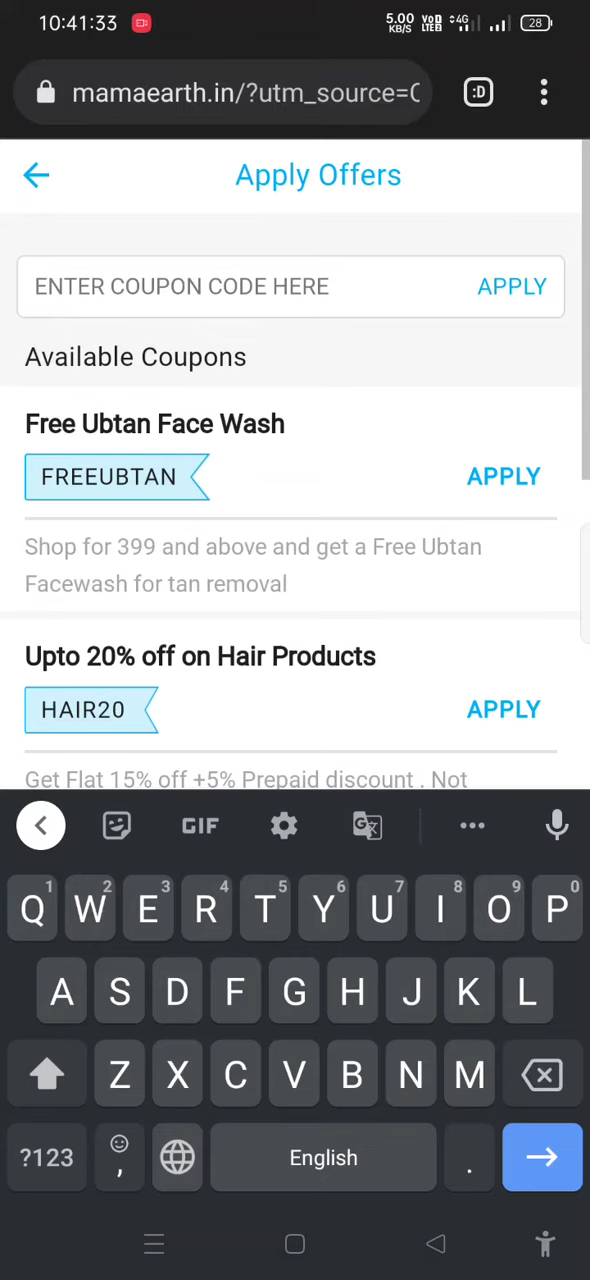 10:41:33 5.00 KB/S VoD LTE2 4G 28
mamaearth.in/?utm_source=C :D
Apply Offers
ENTER COUPON CODE HERE APPLY
Available Coupons
Free Ubtan Face Wash
FREEUBTAN APPLY
Shop for 399 and above and get a Free Ubtan
Facewash for tan removal
Upto 20% off on Hair Products
HAIR20 APPLY
Get Flat 15% off +5% Prepaid discount . Not
GIF
1 2 3 4 5 6 7 8 9 0
Q W E R T Y U I O P
A S D F G H J K L
Z X C V B N M
?123 , English .